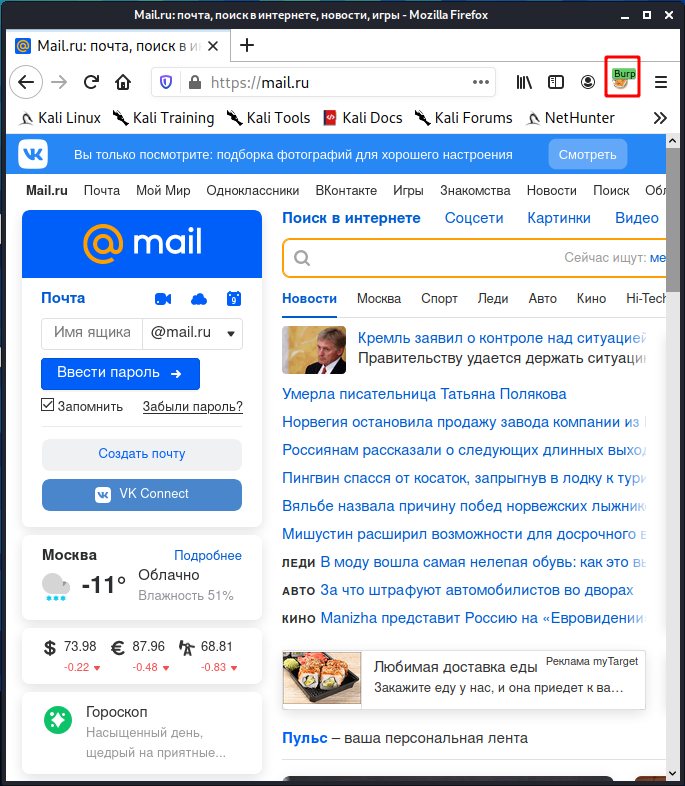 Mail.ru: почта, поиск в интернете, новости, игры - Mozilla Firefox
Mail.ru: почта, поиск в и
https://mail.ru
Burp
Kali Linux Kali Training Kali Tools Kali Docs Kali Forums NetHunter
Вы только посмотрите: подборка фотографий для хорошего настроения Смотреть
Mail.ru Почта Мой Мир Одноклассники ВКонтакте Игры Знакомства Новости Поиск Обл
@mail
Почта
9
Имя ящика @mail.ru
Ввести пароль →
Запомнить Забыли пароль?
Создать почту
VK Connect
Москва Подробнее
-11° Облачно
Влажность 51%
$ 73.98 € 87.96 68.81
-0.22 -0.48 -0.83
Гороскоп
Насыщенный день,
щедрый на приятные...
Поиск в интернете Соцсети Картинки Видео
Сейчас ищут: ме
Новости Москва Спорт Леди Авто Кино Hi-Tech
Кремль заявил о контроле над ситуацией
Правительству удается держать ситуаци
Умерла писательница Татьяна Полякова
Норвегия остановила продажу завода компании из
Россиянам рассказали о следующих длинных выход
Пингвин спасся от косаток, запрыгнув в лодку к тури
Вяльбе назвала причину побед норвежских лыжник
Мишустин расширил возможности для досрочного в
ЛЕДИ В моду вошла самая нелепая обувь: как это вы
АВТО За что штрафуют автомобилистов во дворах
КИНО Manizha представит Россию на «Евровидении
Любимая доставка еды Реклама myTarget
Закажите еду у нас, и она приедет к ва…
Пульс – ваша персональная лента